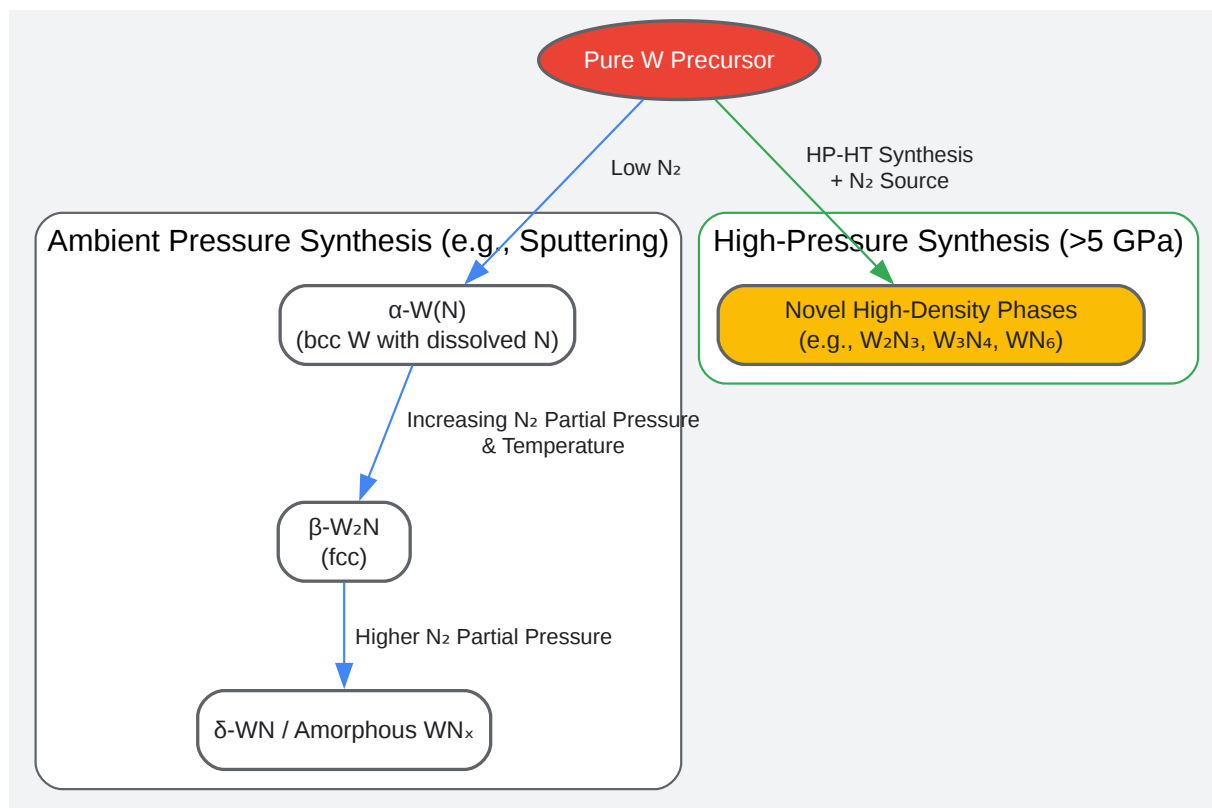 Pure W Precursor
Low N₂
HP-HT Synthesis
+ N₂ Source
Ambient Pressure Synthesis (e.g., Sputtering)
High-Pressure Synthesis (>5 GPa)
α-W(N)
(bcc W with dissolved N)
Novel High-Density Phases
(e.g., W₂N₃, W₃N₄, WN₆)
Increasing N₂ Partial Pressure
& Temperature
β-W₂N
(fcc)
Higher N₂ Partial Pressure
δ-WN / Amorphous WNₓ